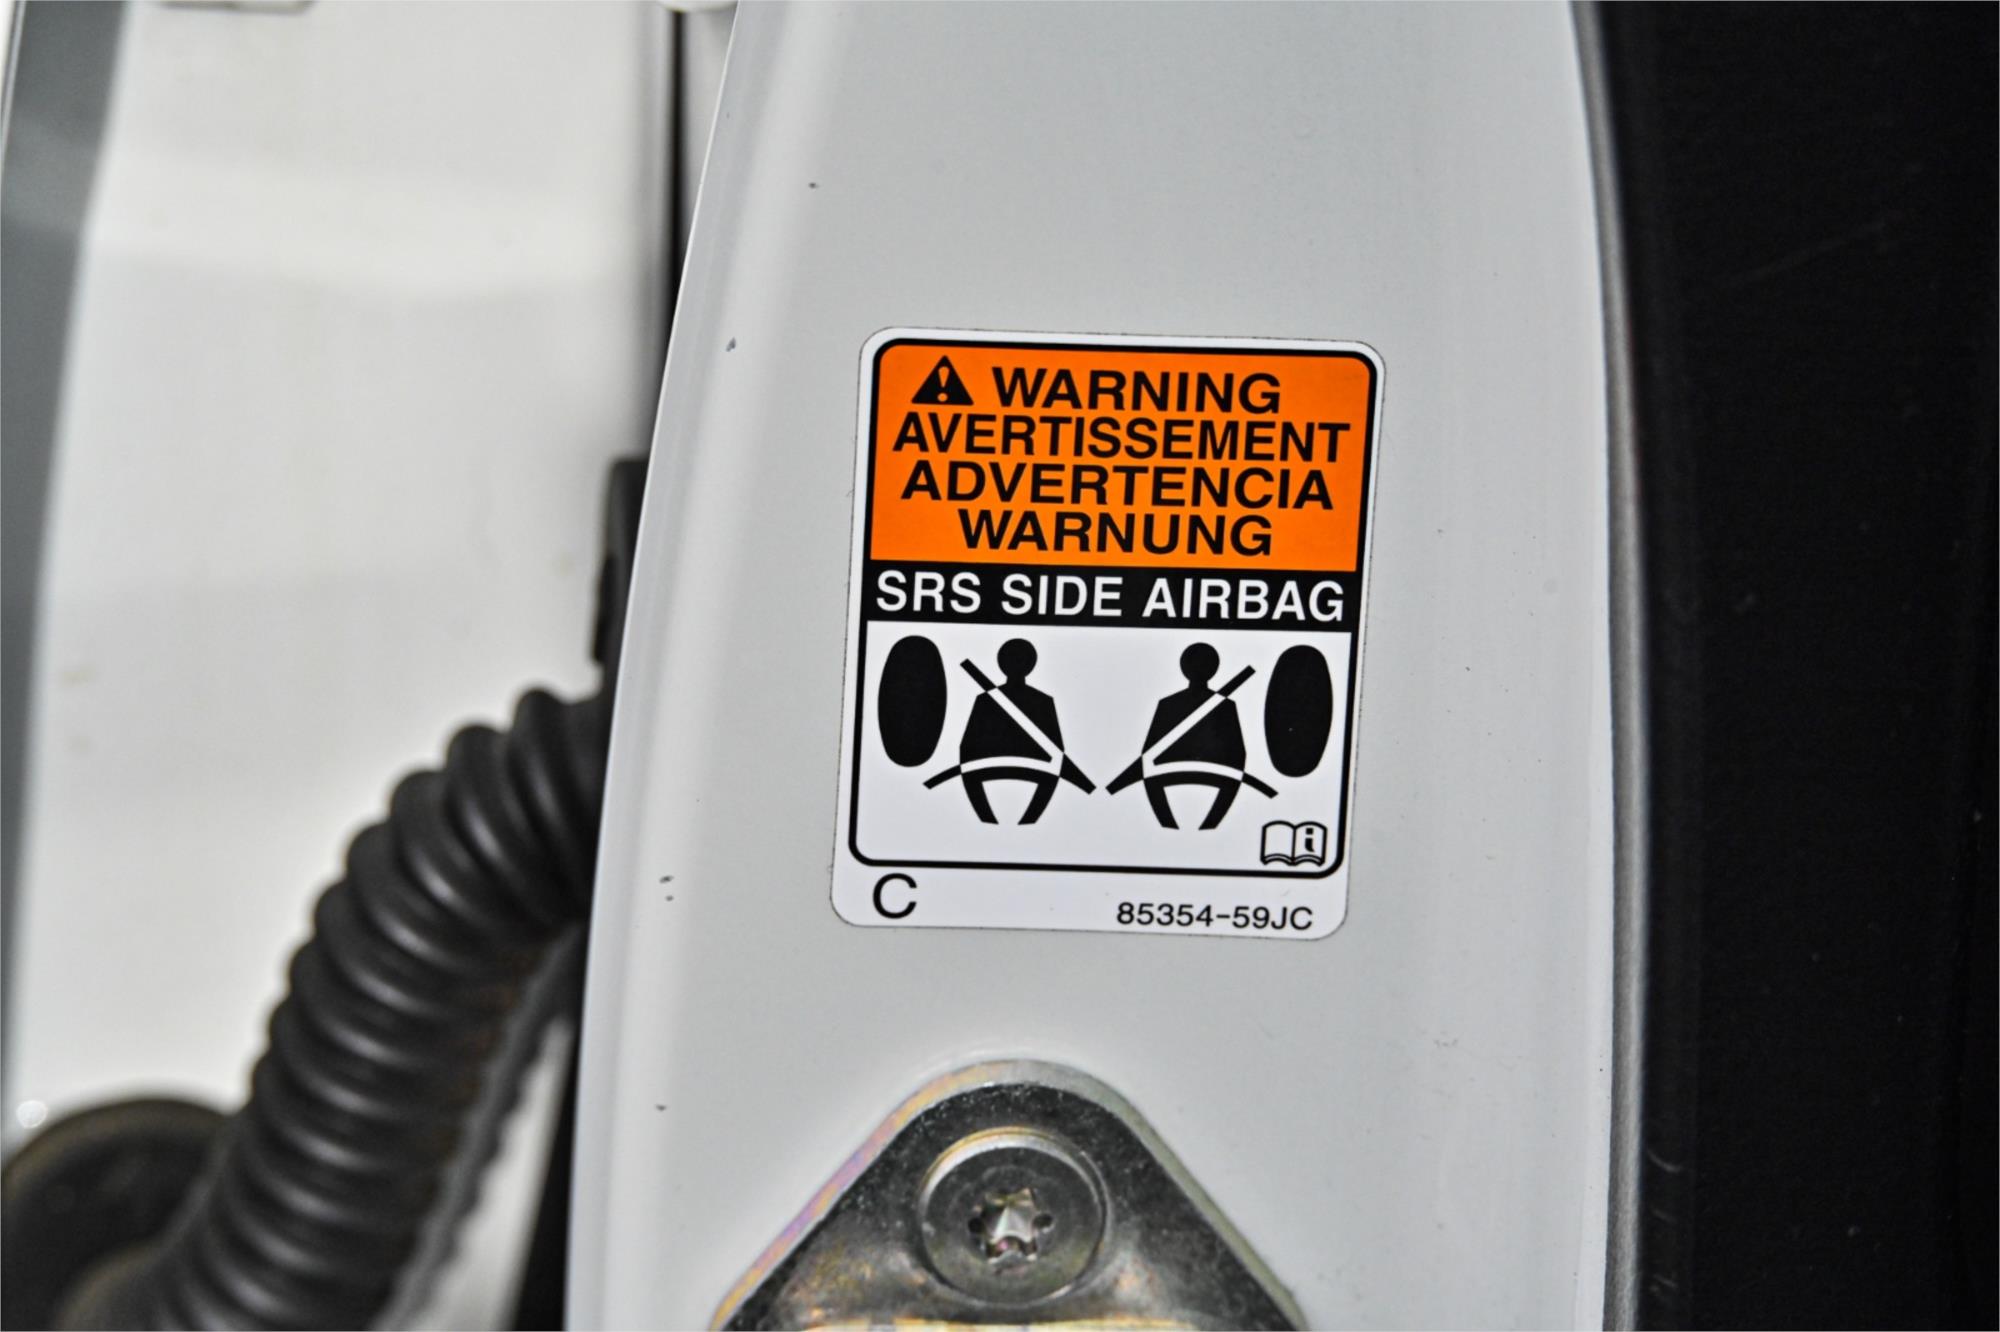 WARNING
AVERTISSEMENT
ADVERTENCIA
WARNUNG
SRS SIDE AIRBAG
i
C
85354-59JC